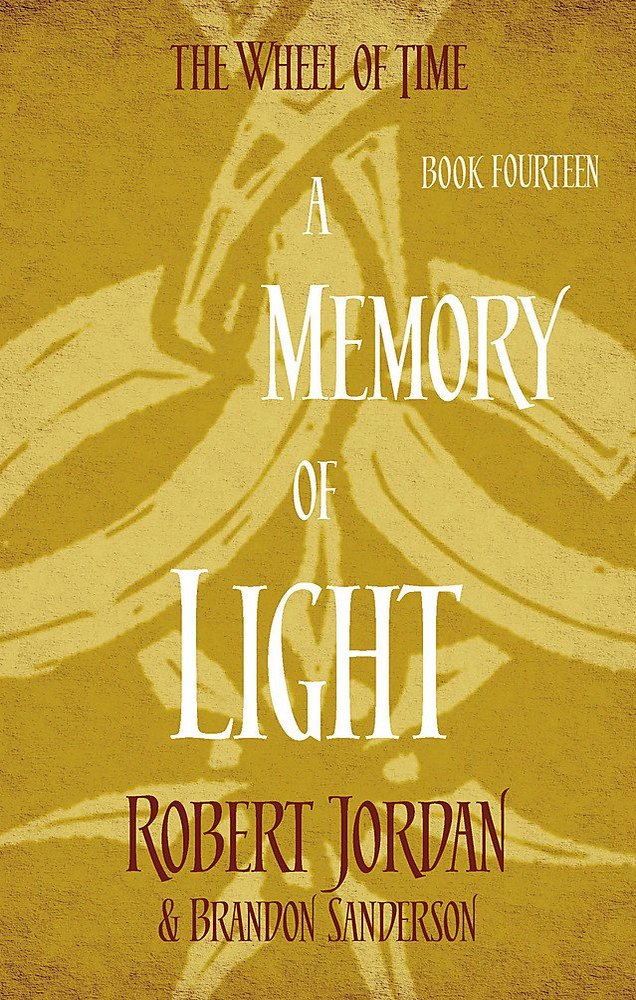 THE WHEEL OF TIME
BOOK FOURTEEN
A
MEMORY
OF
LIGHT
ROBERT JORDAN
& BRANDON SANDERSON